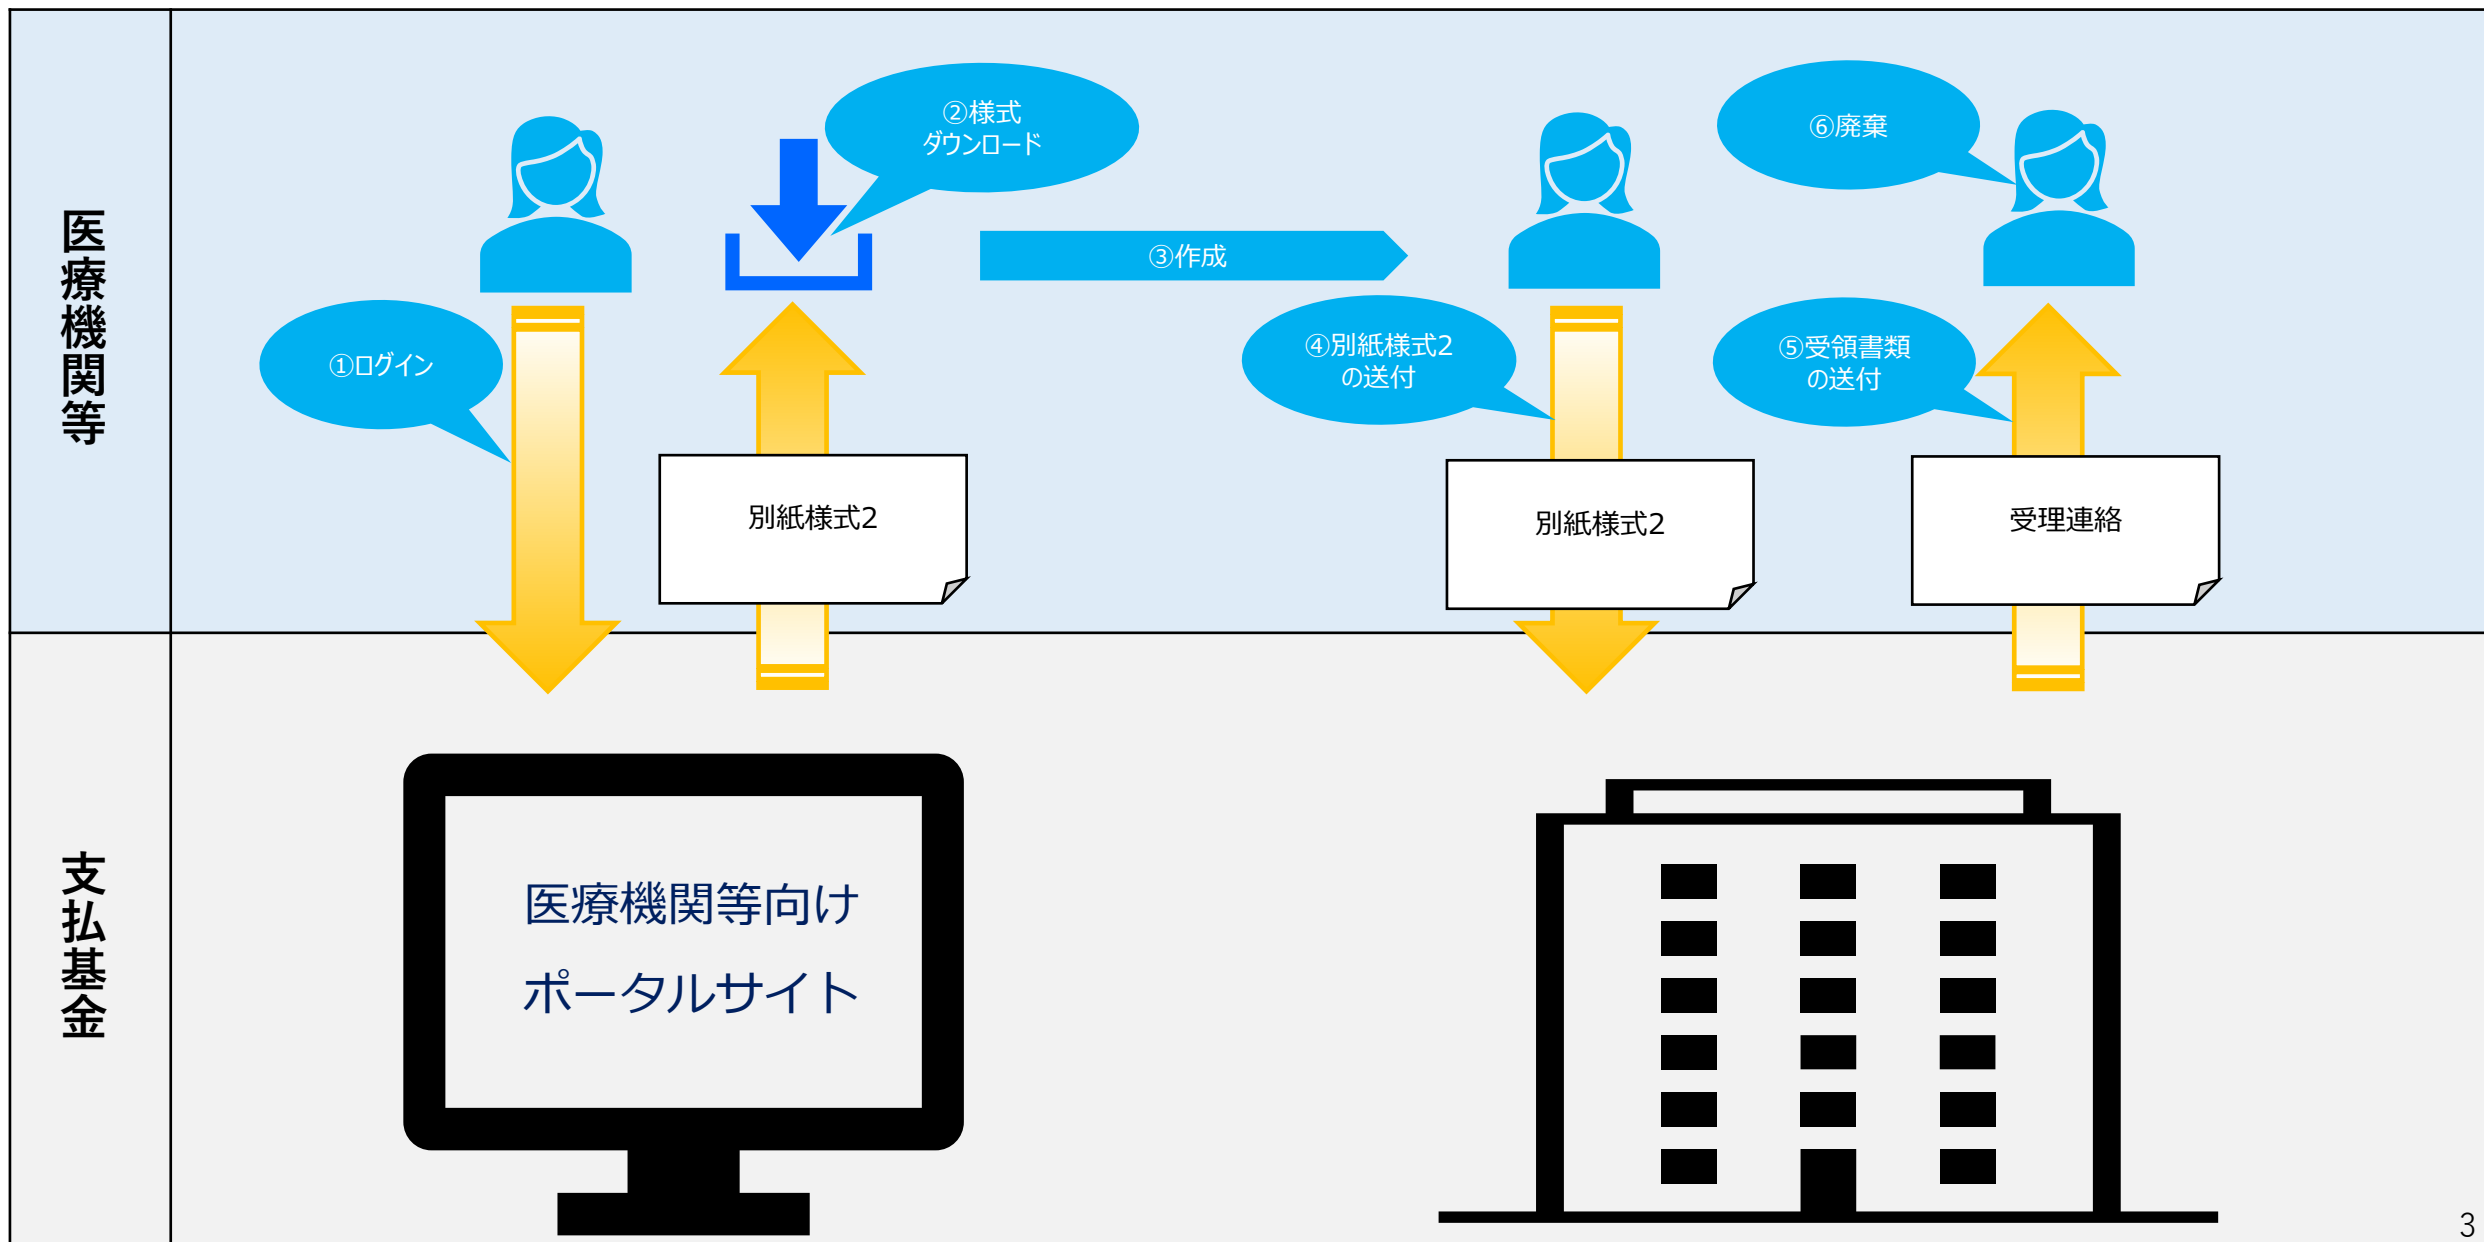 医療機関等
①ログイン
②様式
ダウンロード
別紙様式2
③作成
④別紙様式2
の送付
別紙様式2
⑤受領書類
の送付
受理連絡
⑥廃棄
支払基金
医療機関等向け
ポータルサイト
3